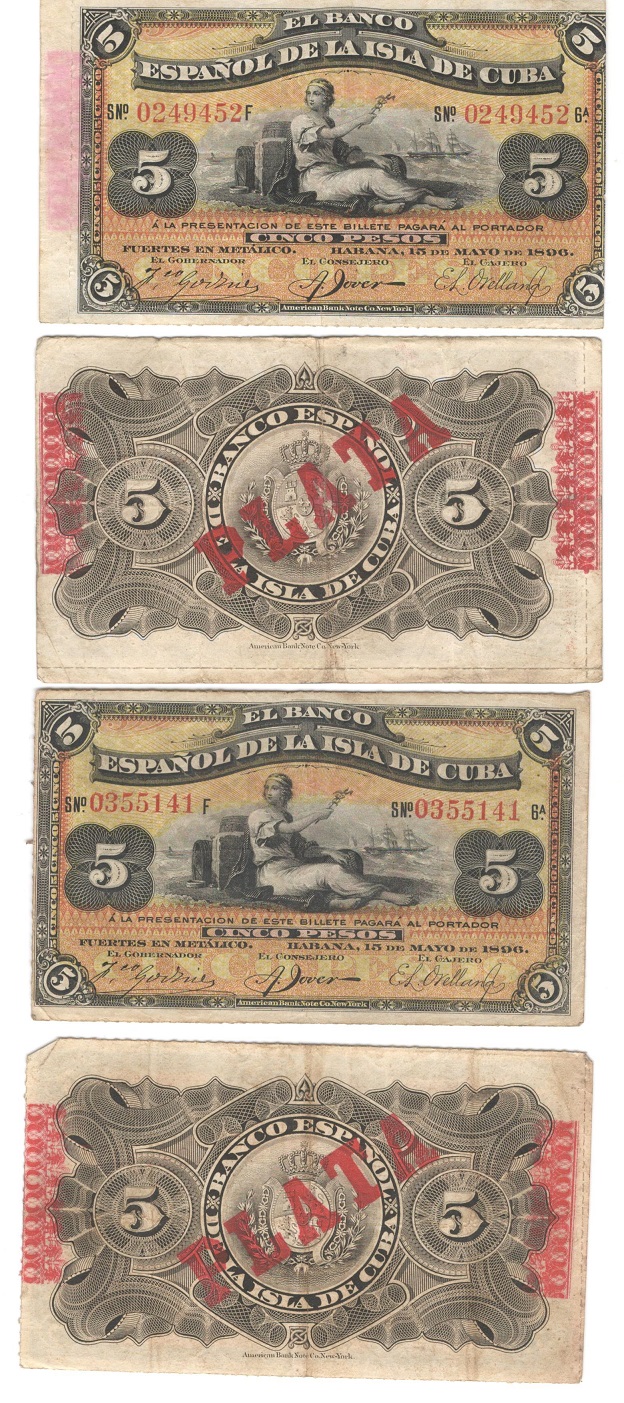 5 EL BANCO 5
ESPAÑOL DE LA ISLA DE CUBA
SNº 0249452 F SNº 0249452 6A
5 5
Á LA PRESENTACION DE ESTE BILLETE PAGARÁ AL PORTADOR
CINCO PESOS
FUERTES EN METÁLICO. HABANA, 15 DE MAYO DE 1896.
EL GOBERNADOR EL CONSEJERO EL CAJERO
5 5
American Bank Note Co. New York
BANCO ESPAÑOL
DE LA ISLA DE CUBA
PLATA
5 5
American Bank Note Co. New-York.
5 EL BANCO 5
ESPAÑOL DE LA ISLA DE CUBA
SNº 0355141 F SNº 0355141 6A
5 5
Á LA PRESENTACION DE ESTE BILLETE PAGARÁ AL PORTADOR
CINCO PESOS
FUERTES EN METÁLICO. HABANA, 15 DE MAYO DE 1896.
EL GOBERNADOR EL CONSEJERO EL CAJERO
5 5
American Bank Note Co. New York
BANCO ESPAÑOL
DE LA ISLA DE CUBA
PLATA
5 5
American Bank Note Co. New-York.